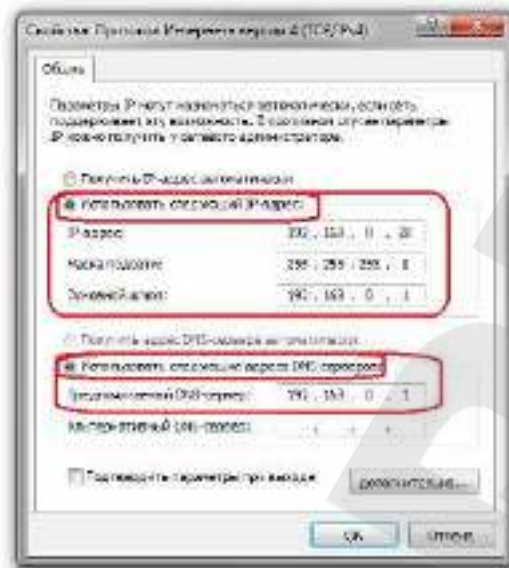 Свойства: Протокол Интернета версии 4 (TCP/IPv4)
Общие
Параметры IP могут назначаться автоматически, если сеть
поддерживает эту возможность. В противном случае параметры
IP можно получить у сетевого администратора.
Получить IP-адрес автоматически
Использовать следующий IP-адрес:
IP-адрес: 192 . 168 . 0 . 20
Маска подсети: 255 . 255 . 255 . 0
Основной шлюз: 192 . 168 . 0 . 1
Получить адрес DNS-сервера автоматически
Использовать следующие адреса DNS-серверов:
Предпочитаемый DNS-сервер: 192 . 168 . 0 . 1
Альтернативный DNS-сервер: . . .
Подтвердить параметры при выходе
Дополнительно...
OK
Отмена